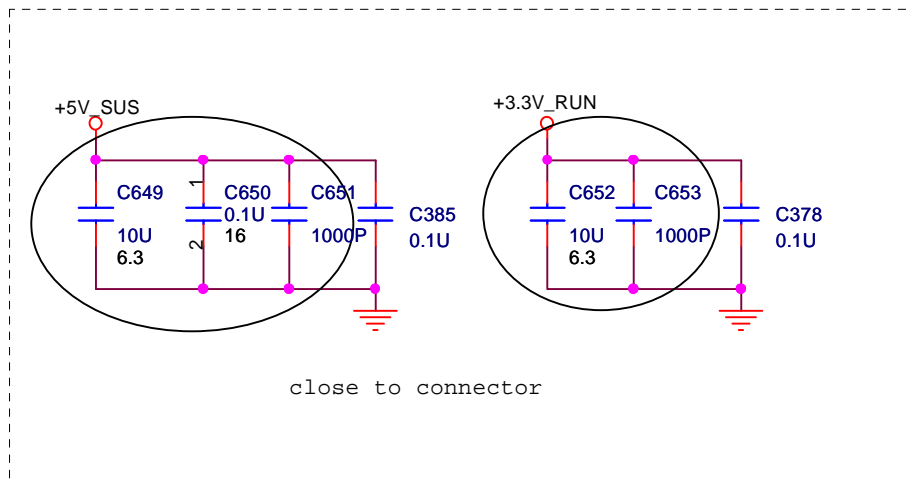 +5V_SUS
+3.3V_RUN
1
2
C649
10U
6.3
C650
0.1U
16
C651
1000P
C385
0.1U
C652
10U
6.3
C653
1000P
C378
0.1U
close to connector